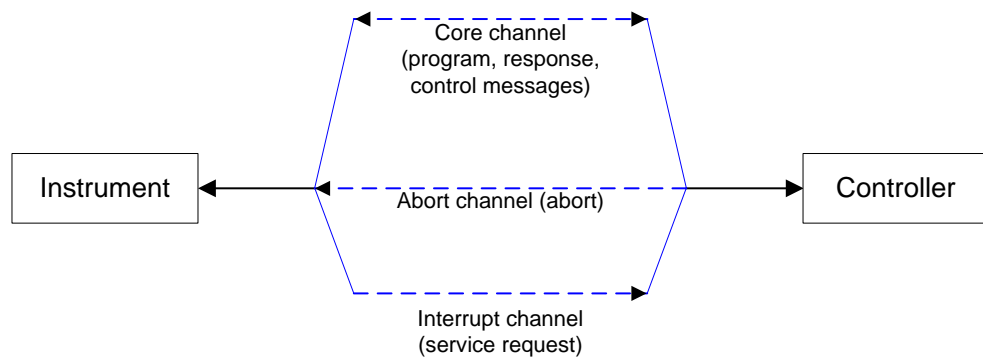 Core channel
(program, response,
control messages)
Instrument
Controller
Abort channel (abort)
Interrupt channel
(service request)